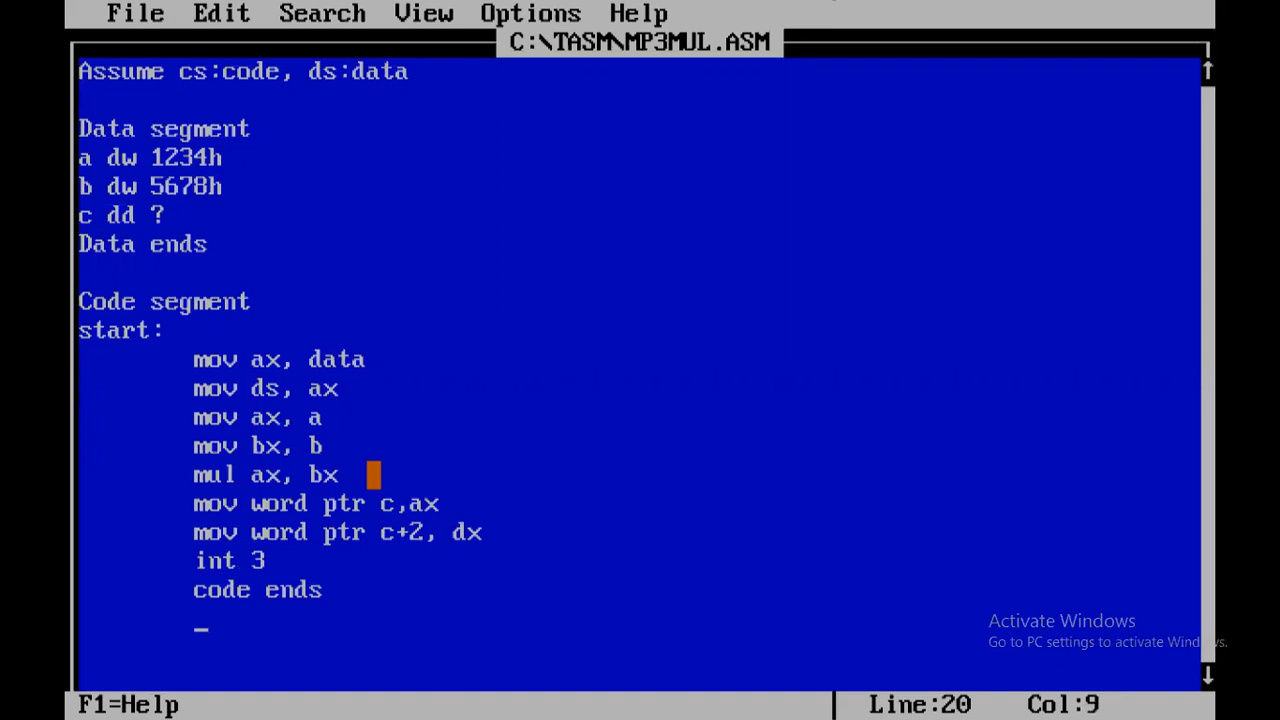 File Edit Search View Options Help
C:\TASM\MP3MUL.ASM
Assume cs:code, ds:data
Data segment
a dw 1234h
b dw 5678h
c dd ?
Data ends
Code segment
start:
mov ax, data
mov ds, ax
mov ax, a
mov bx, b
mul ax, bx
mov word ptr c,ax
mov word ptr c+2, dx
int 3
code ends
Activate Windows
Go to PC settings to activate Windows.
F1=Help Line:20 Col:9